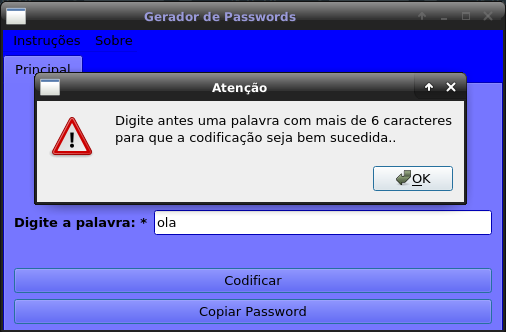 Gerador de Passwords
Instruções Sobre
Principal
Atenção
Digite antes uma palavra com mais de 6 caracteres
para que a codificação seja bem sucedida..
OK
Digite a palavra: * ola
Codificar
Copiar Password